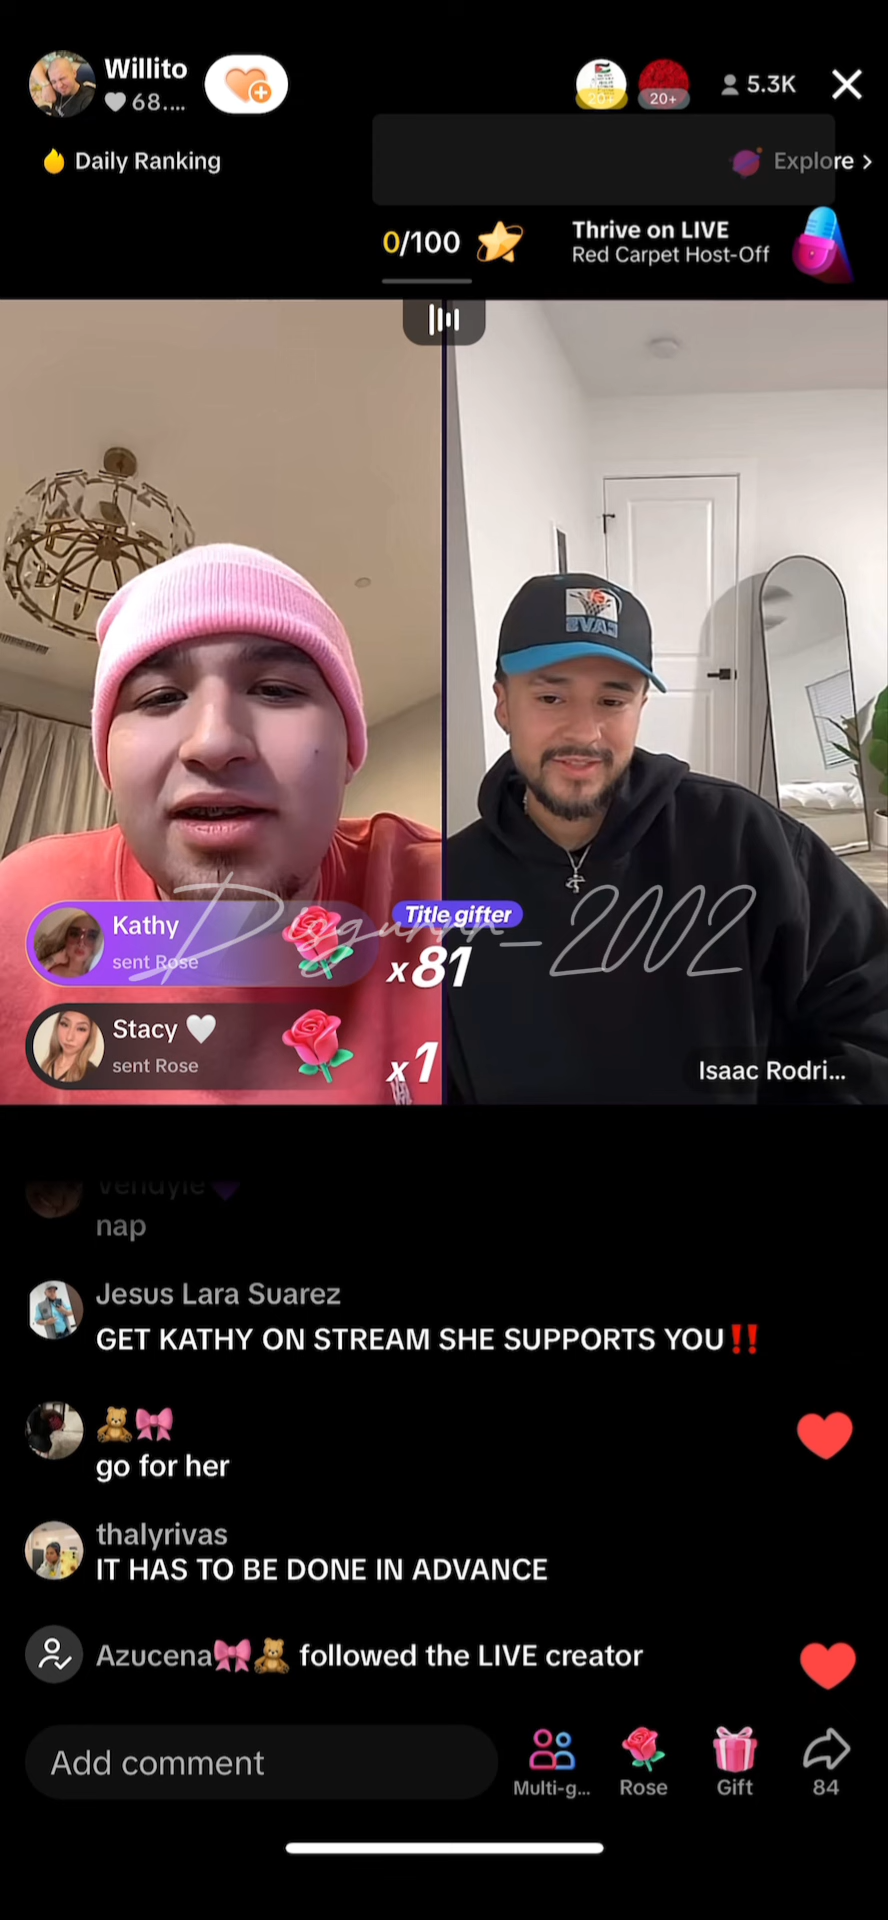 Willito
68....
20+
20+
5.3K
Daily Ranking
Explore >
0/100
Thrive on LIVE
Red Carpet Host-Off
CAVS
Kathy
sent Rose
Title gifter
x81
Stacy 🤍
sent Rose
x1
Isaac Rodri...
nap
Jesus Lara Suarez
GET KATHY ON STREAM SHE SUPPORTS YOU‼️
🧸🎀
go for her
thalyrivas
IT HAS TO BE DONE IN ADVANCE
Azucena🎀🧸 followed the LIVE creator
Add comment
Multi-g...
Rose
Gift
84